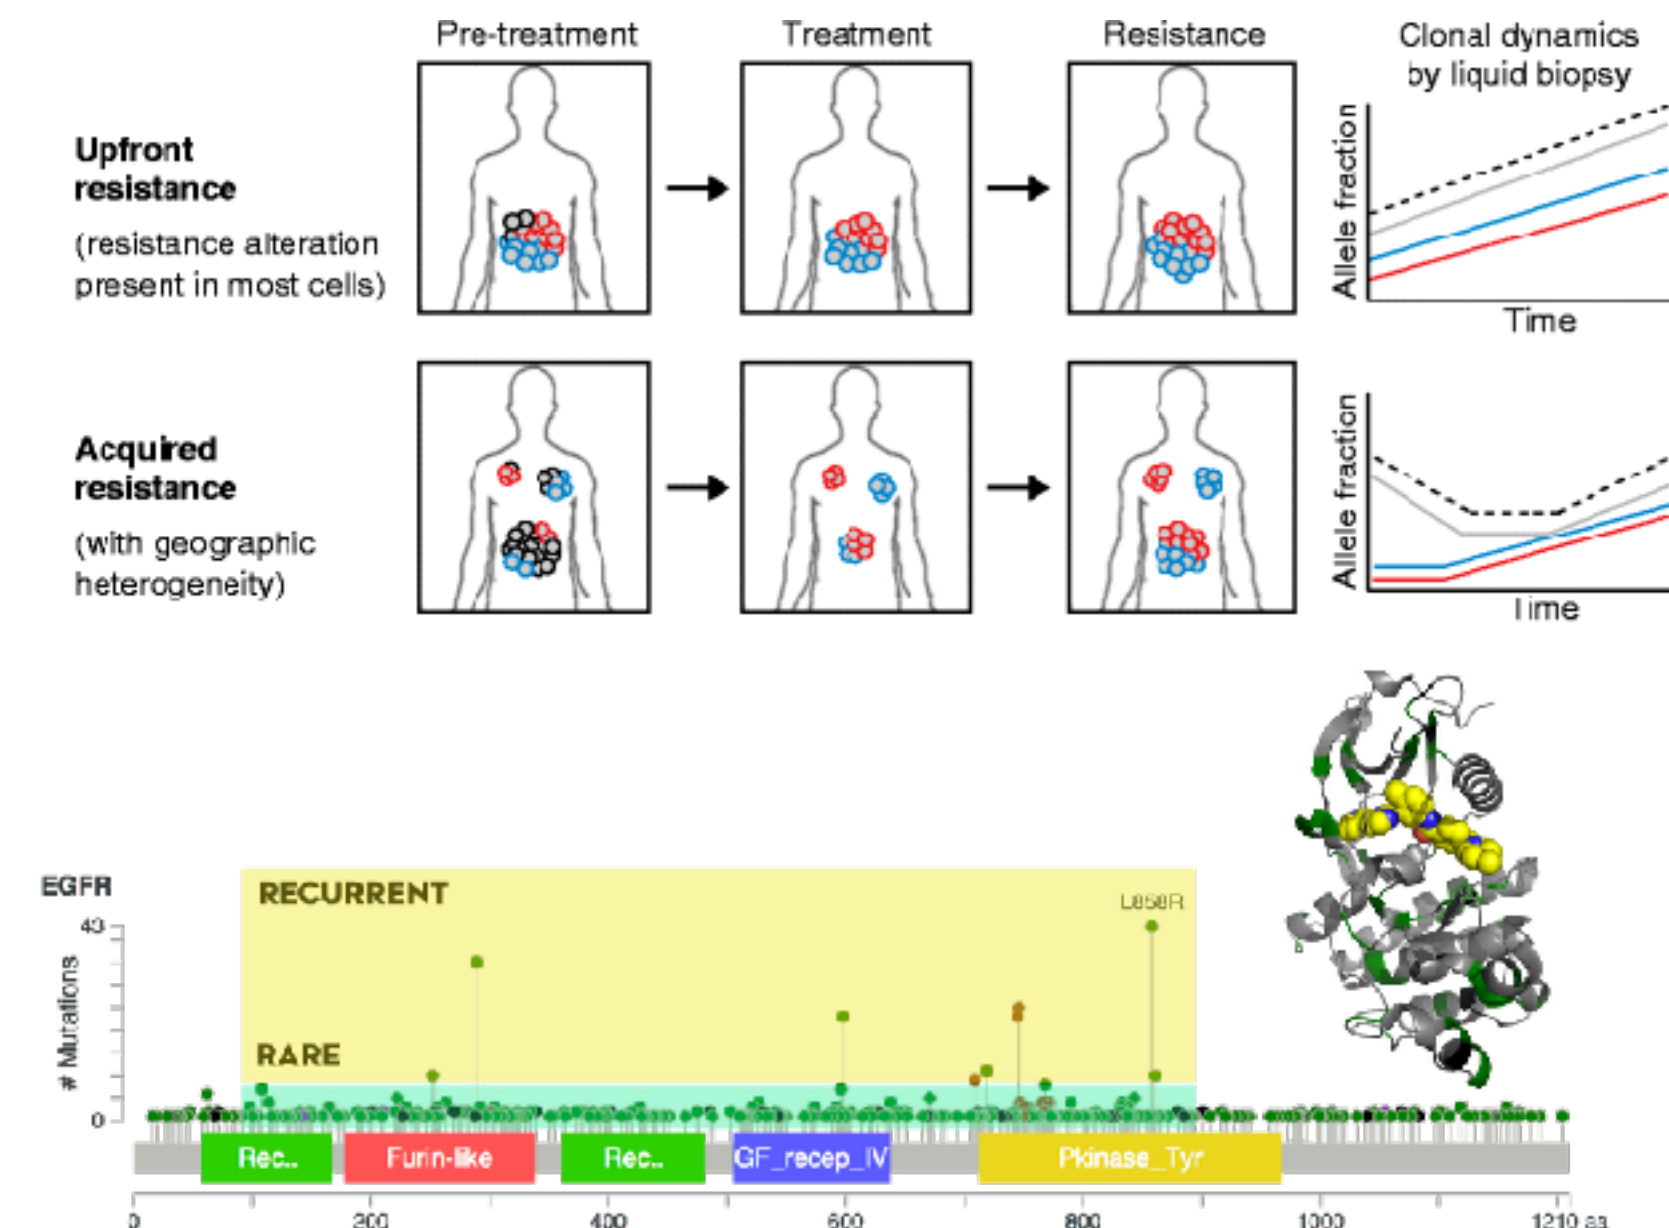 Pre-treatment
Treatment
Resistance
Clonal dynamics
by liquid biopsy
Upfront
resistance
(resistance alteration
present in most cells)
Allele fraction
Time
Acquired
resistance
(with geographic
heterogeneity)
Allele fraction
Time
EGFR
RECURRENT
L858R
43
# Mutations
RARE
0
Rec..
Furin-like
Rec..
GF_recep_IV
Pkinase_Tyr
0 200 400 600 800 1000 1210 aa